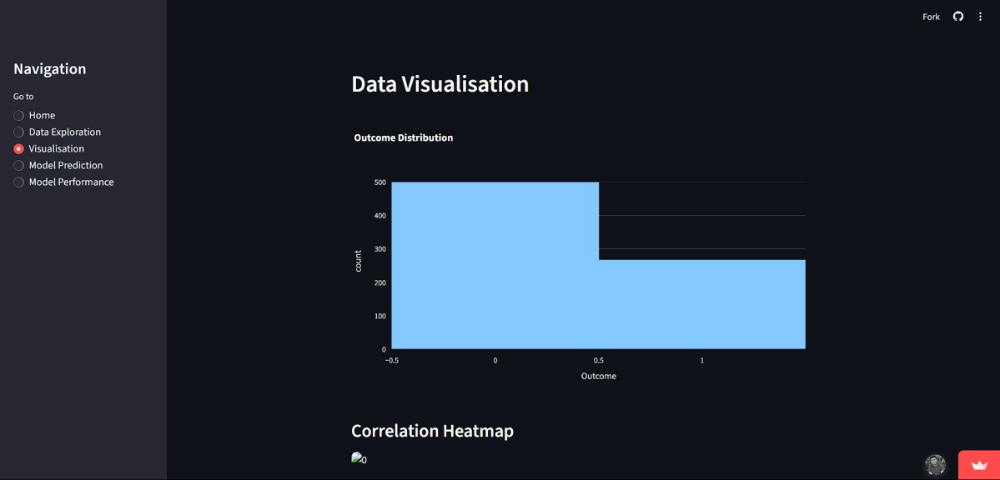 Fork
Navigation
Go to
Home
Data Exploration
Visualisation
Model Prediction
Model Performance
Data Visualisation
Outcome Distribution
500
400
300
200
100
0
count
−0.5
0
0.5
1
Outcome
Correlation Heatmap
0